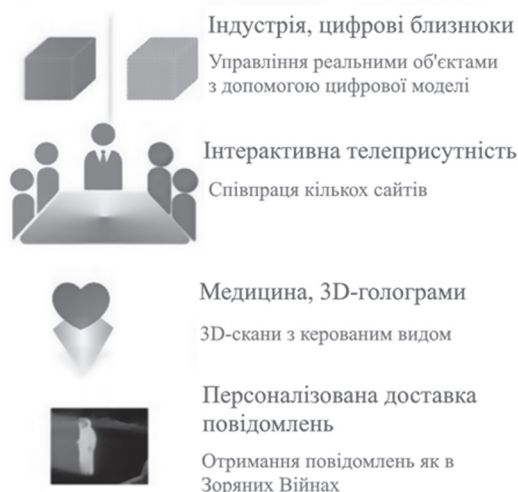 Індустрія, цифрові близнюки
Управління реальними об'єктами
з допомогою цифрової моделі
Інтерактивна телеприсутність
Співпраця кількох сайтів
Медицина, 3D-голограми
3D-скани з керованим видом
Персоналізована доставка
повідомлень
Отримання повідомлень як в
Зоряних Війнах